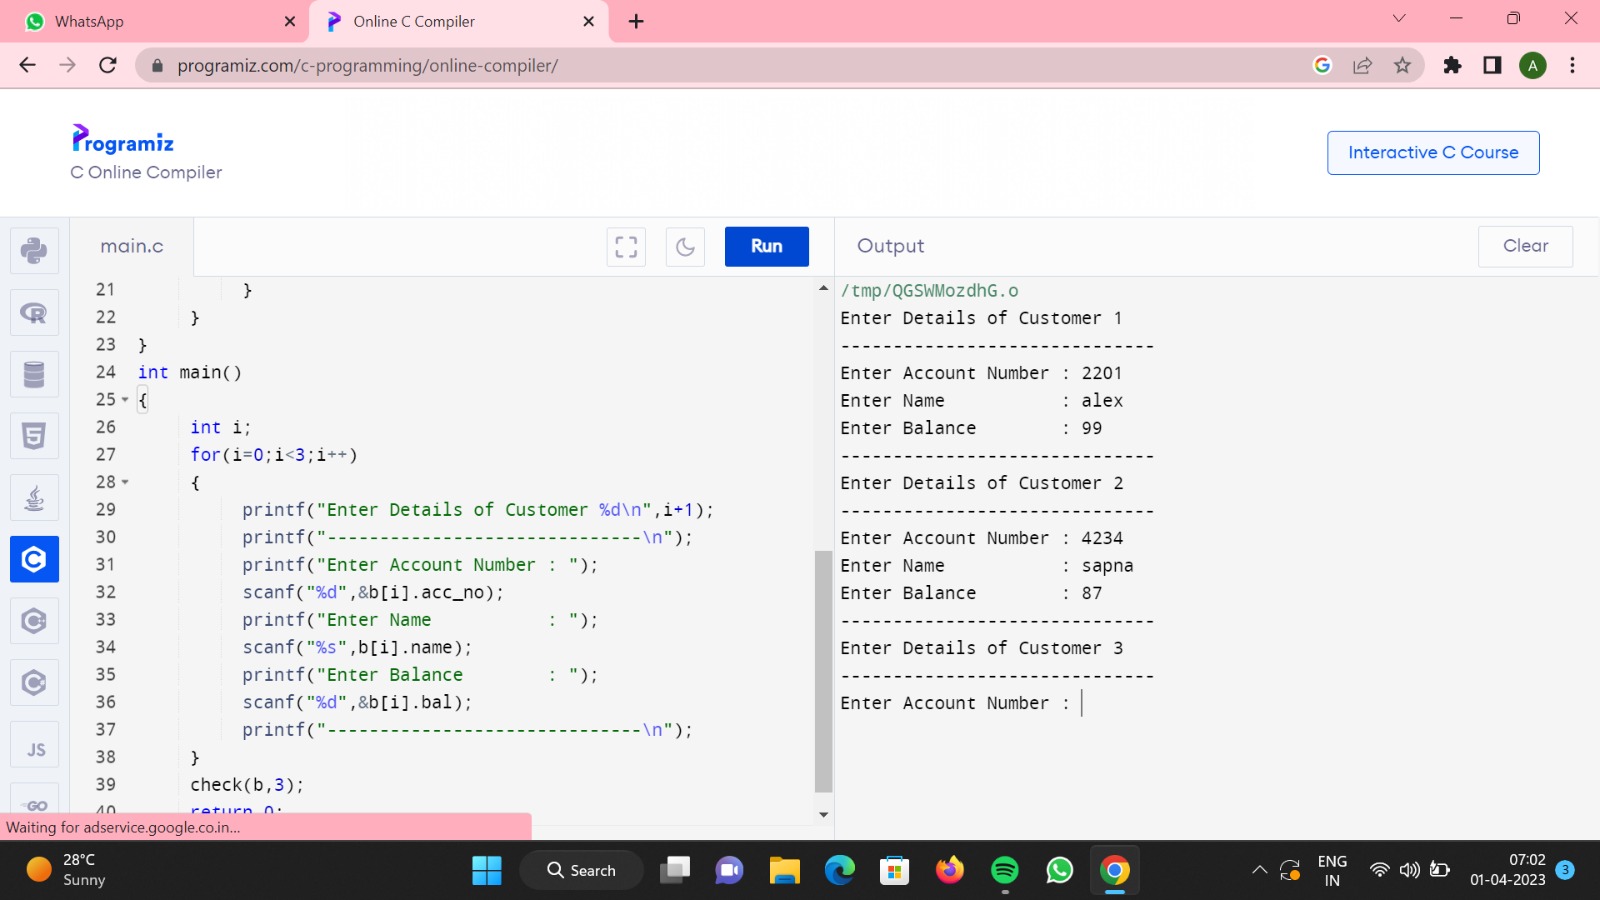 WhatsApp
Online C Compiler
programiz.com/c-programming/online-compiler/
A
Programiz
C Online Compiler
Interactive C Course
main.c
Run
Output
Clear
21 }
22 }
23 }
24 int main()
25 {
26 int i;
27 for(i=0;i<3;i++)
28 {
29 printf("Enter Details of Customer %d\n",i+1);
30 printf("------------------------------\n");
31 printf("Enter Account Number : ");
32 scanf("%d",&b[i].acc_no);
33 printf("Enter Name           : ");
34 scanf("%s",b[i].name);
35 printf("Enter Balance        : ");
36 scanf("%d",&b[i].bal);
37 printf("------------------------------\n");
38 }
39 check(b,3);
40 return 0;
/tmp/QGSWMozdhG.o
Enter Details of Customer 1
------------------------------
Enter Account Number : 2201
Enter Name           : alex
Enter Balance        : 99
------------------------------
Enter Details of Customer 2
------------------------------
Enter Account Number : 4234
Enter Name           : sapna
Enter Balance        : 87
------------------------------
Enter Details of Customer 3
------------------------------
Enter Account Number :
JS
GO
Waiting for adservice.google.co.in...
28°C
Sunny
Search
ENG
IN
07:02
01-04-2023
3